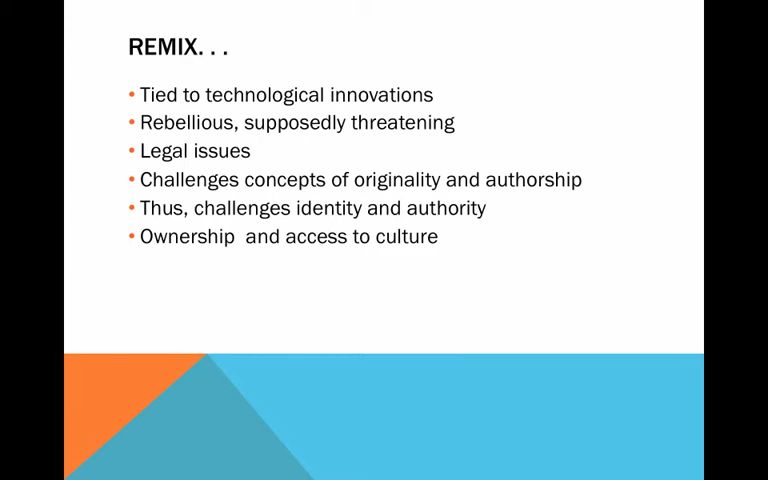 REMIX. . .
• Tied to technological innovations
• Rebellious, supposedly threatening
• Legal issues
• Challenges concepts of originality and authorship
• Thus, challenges identity and authority
• Ownership  and access to culture